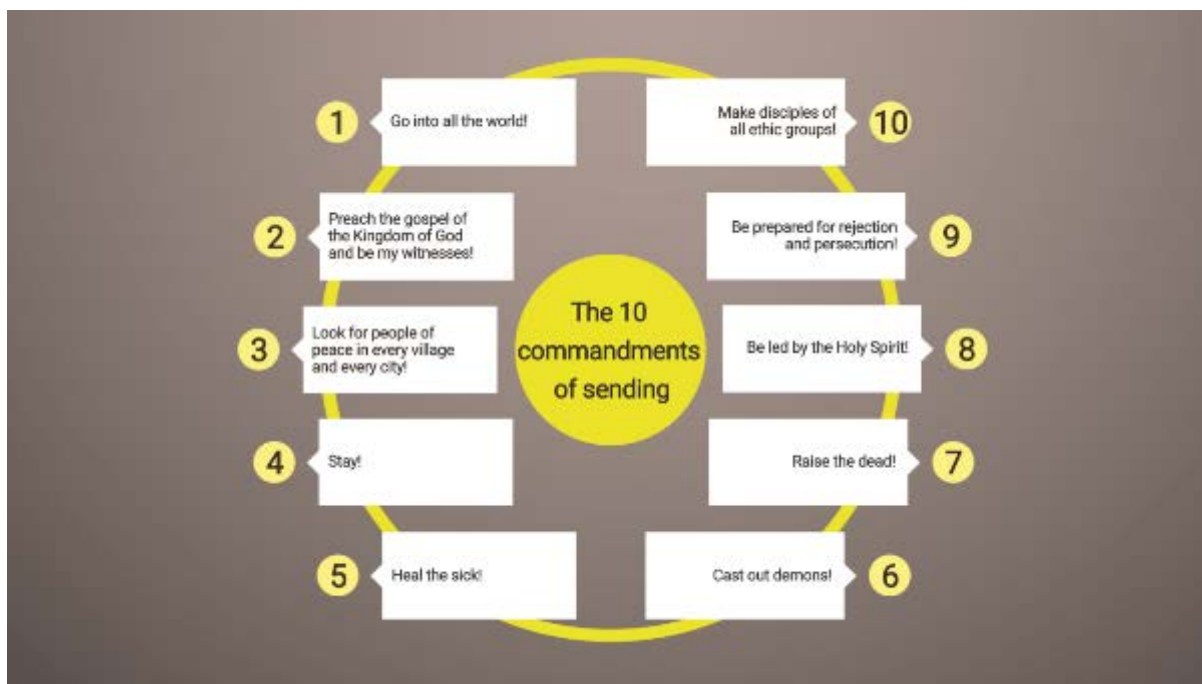 1
Go into all the world!
2
Preach the gospel of
the Kingdom of God
and be my witnesses!
3
Look for people of
peace in every village
and every city!
4
Stay!
5
Heal the sick!
The 10
commandments
of sending
6
Cast out demons!
7
Raise the dead!
8
Be led by the Holy Spirit!
9
Be prepared for rejection
and persecution!
10
Make disciples of
all ethic groups!